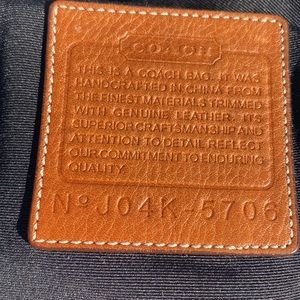 COACH
THIS IS A COACH BAG. IT WAS
HANDCRAFTED IN CHINA FROM
THE FINEST MATERIALS TRIMMED
WITH GENUINE LEATHER. ITS
SUPERIOR CRAFTSMANSHIP AND
ATTENTION TO DETAIL REFLECT
OUR COMMITMENT TO ENDURING
QUALITY.
No J04K-5706